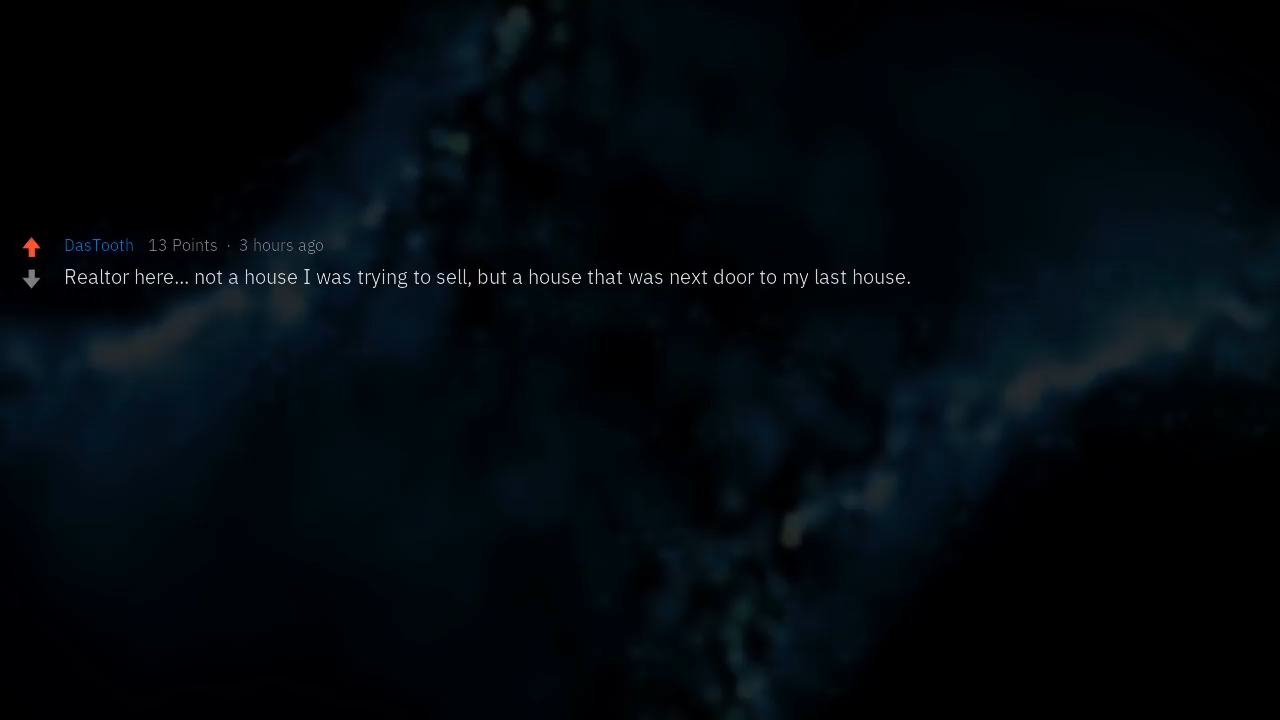 DasTooth 13 Points · 3 hours ago
Realtor here... not a house I was trying to sell, but a house that was next door to my last house.